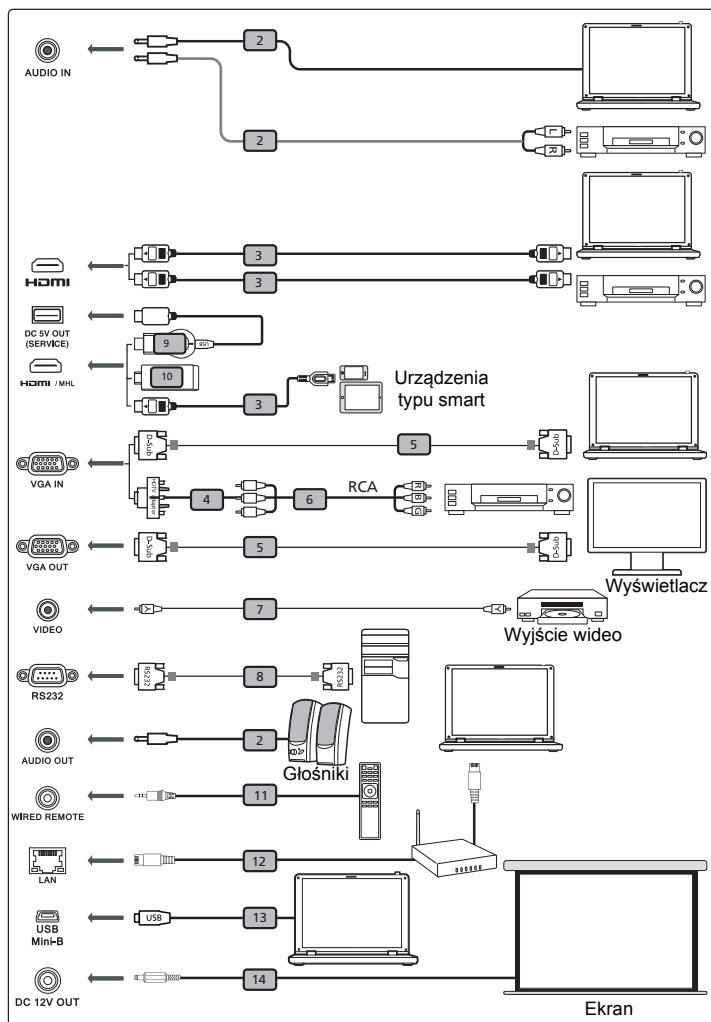 2
AUDIO IN
2
L
R
3
HDMI
3
DC 5V OUT
(SERVICE)
9
USB
10
HDMI / MHL
3
Urządzenia
typu smart
D-Sub
5
D-Sub
VGA IN
HDTV adapter
4
6
RCA
R
B
G
D-Sub
5
D-Sub
VGA OUT
Wyświetlacz
7
VIDEO
Wyjście wideo
RS232
8
RS232
RS232
2
AUDIO OUT
Głośniki
11
WIRED REMOTE
12
LAN
USB
13
USB
Mini-B
14
DC 12V OUT
Ekran